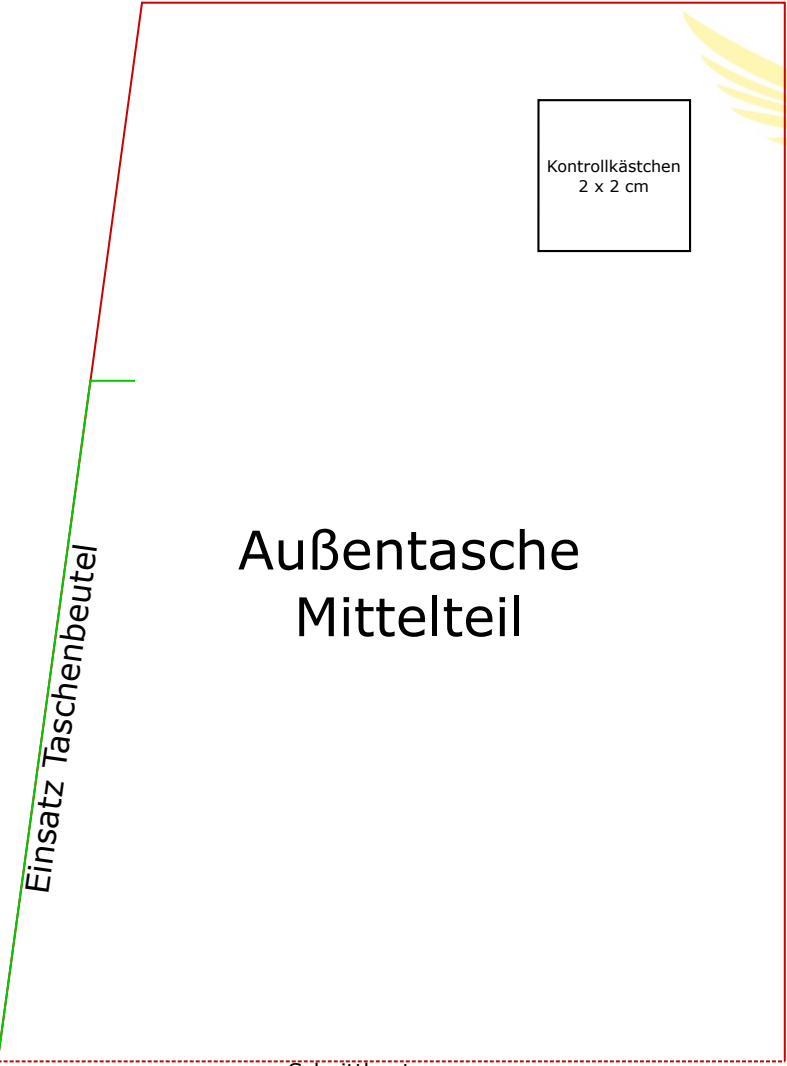 Kontrollkästchen
2 x 2 cm
Außentasche
Mittelteil
Einsatz Taschenbeutel